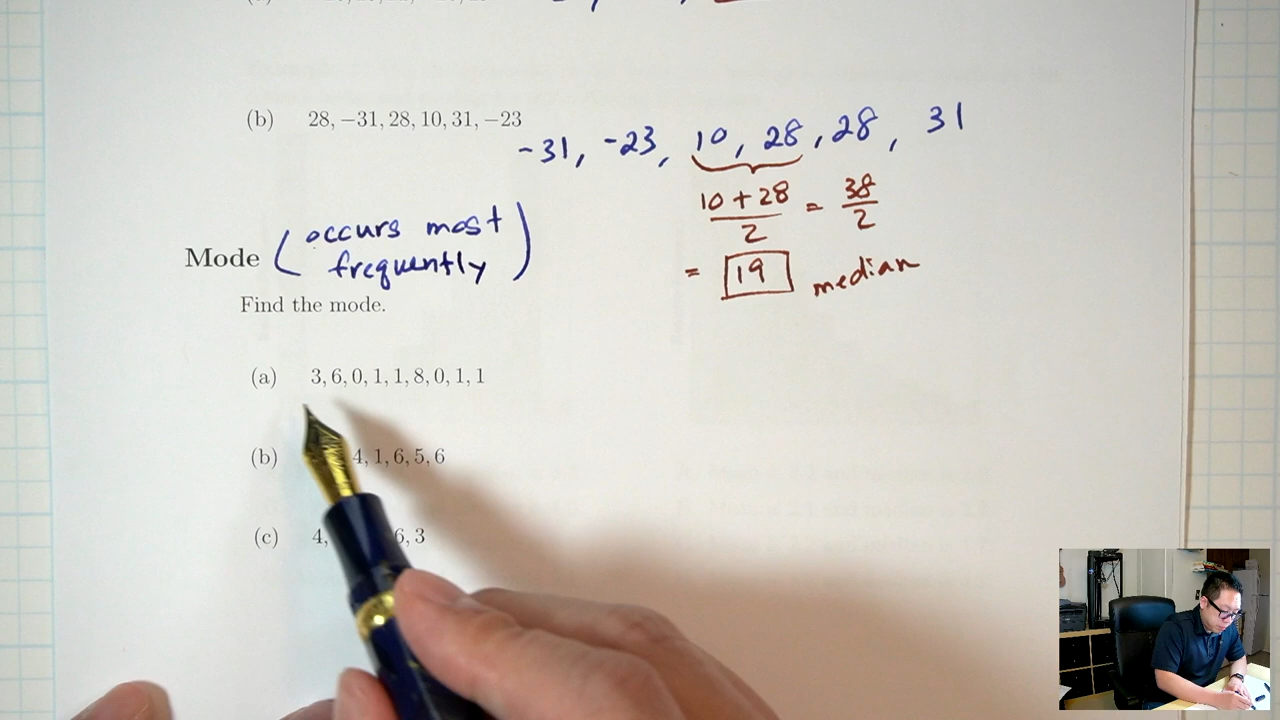 (b) 28, −31, 28, 10, 31, −23
-31, -23, 10, 28, 28, 31
10 + 28 / 2 = 38 / 2
= 19 median
Mode (occurs most frequently)
Find the mode.
(a) 3, 6, 0, 1, 1, 8, 0, 1, 1
(b) 4, 1, 6, 5, 6
(c) 4, 6, 3